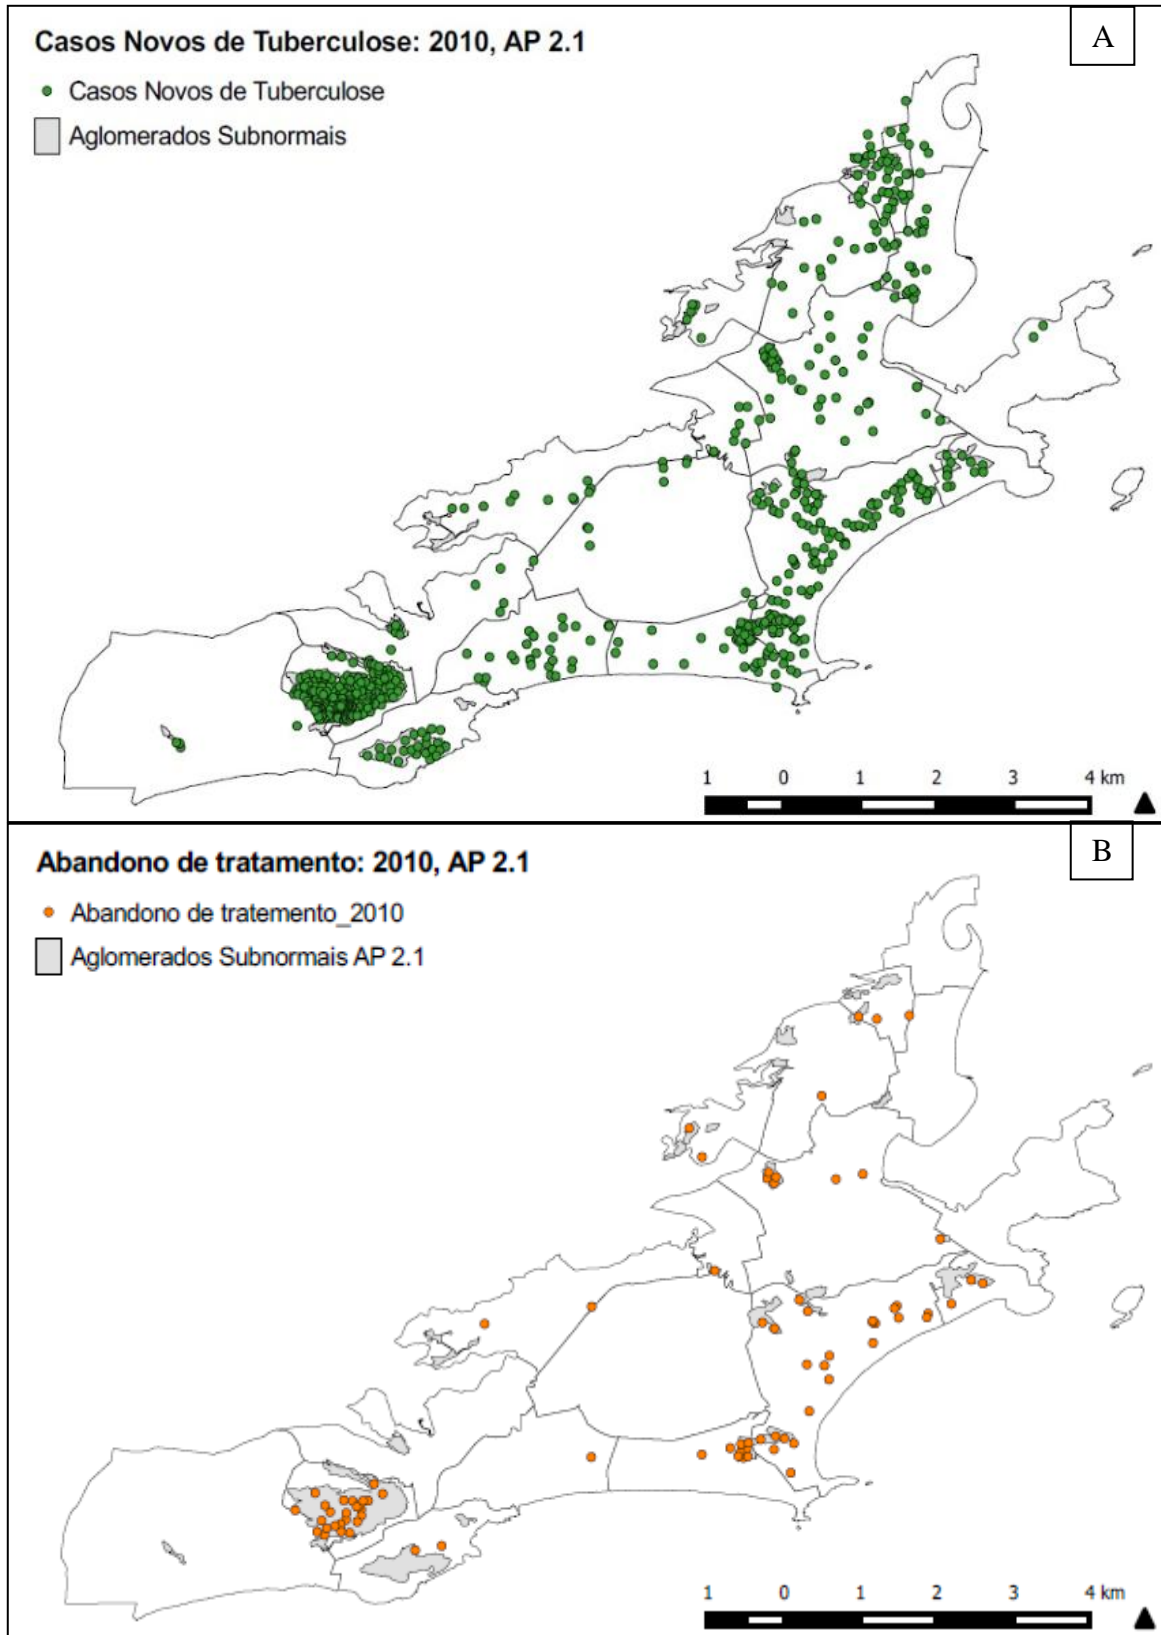 Casos Novos de Tuberculose: 2010, AP 2.1
A
Casos Novos de Tuberculose
Aglomerados Subnormais
1 0 1 2 3 4 km
Abandono de tratamento: 2010, AP 2.1
B
Abandono de tratemento_2010
Aglomerados Subnormais AP 2.1
1 0 1 2 3 4 km